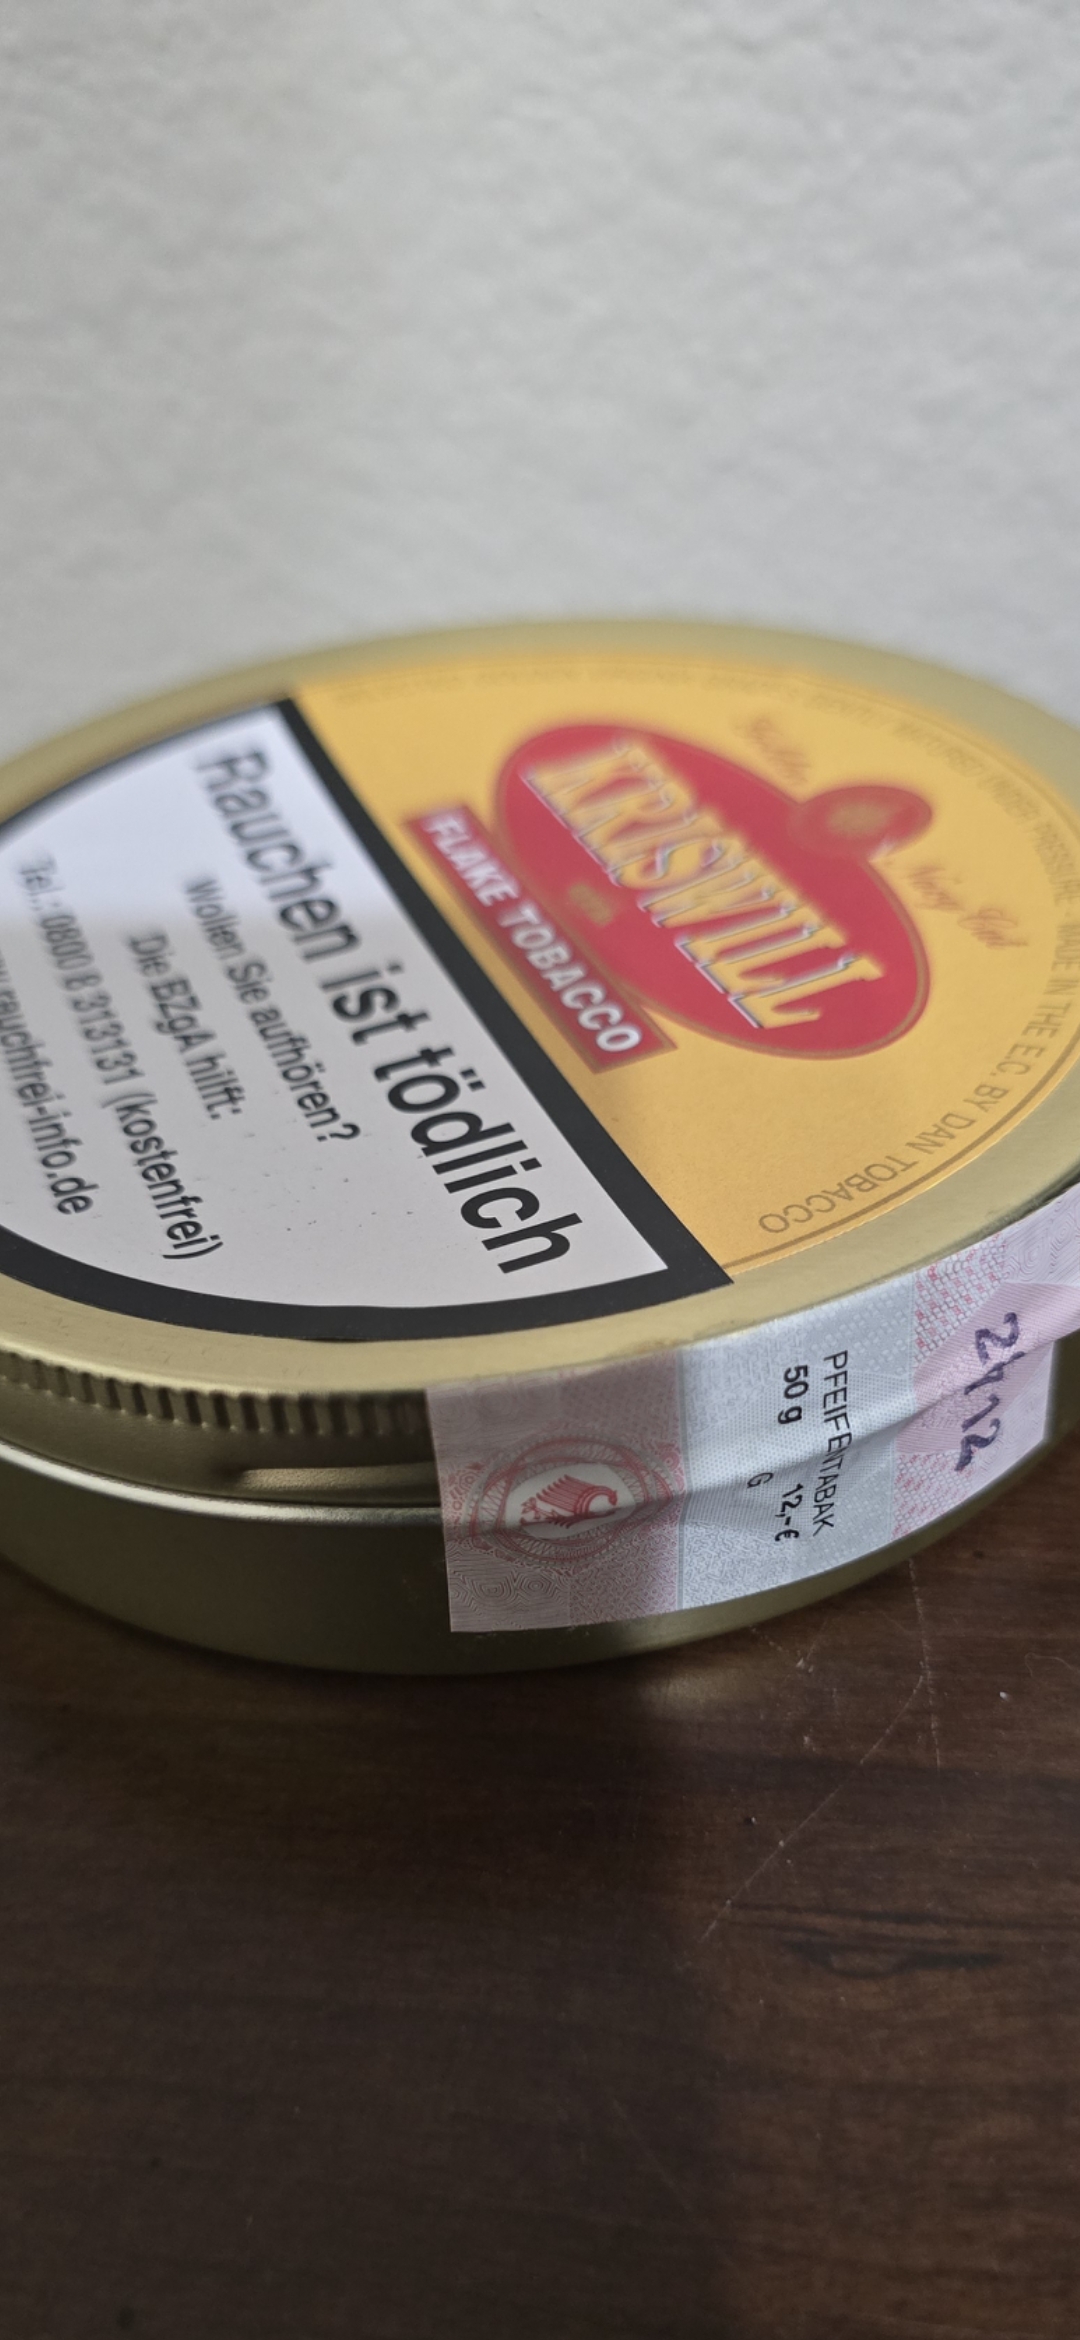 KRISWILL
FLAKE TOBACCO
MADE IN THE E.C. BY DAN TOBACCO
Rauchen ist tödlich
Wollen Sie aufhören?
Die BZgA hilft:
Tel.: 0800 8 313131 (kostenfrei)
rauchfrei-info.de
PFEIFENTABAK
50 g 12,-€
G